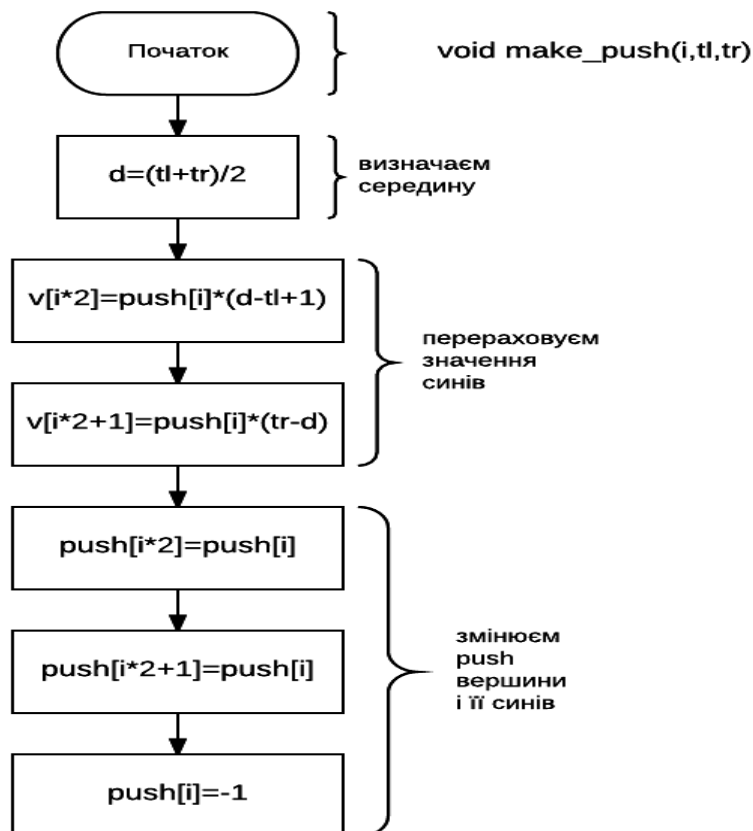 Початок
void make_push(i,tl,tr)
d=(tl+tr)/2
визначаєм
середину
v[i*2]=push[i]*(d-tl+1)
v[i*2+1]=push[i]*(tr-d)
перераховуєм
значення
синів
push[i*2]=push[i]
push[i*2+1]=push[i]
push[i]=-1
змінюєм
push
вершини
і її синів